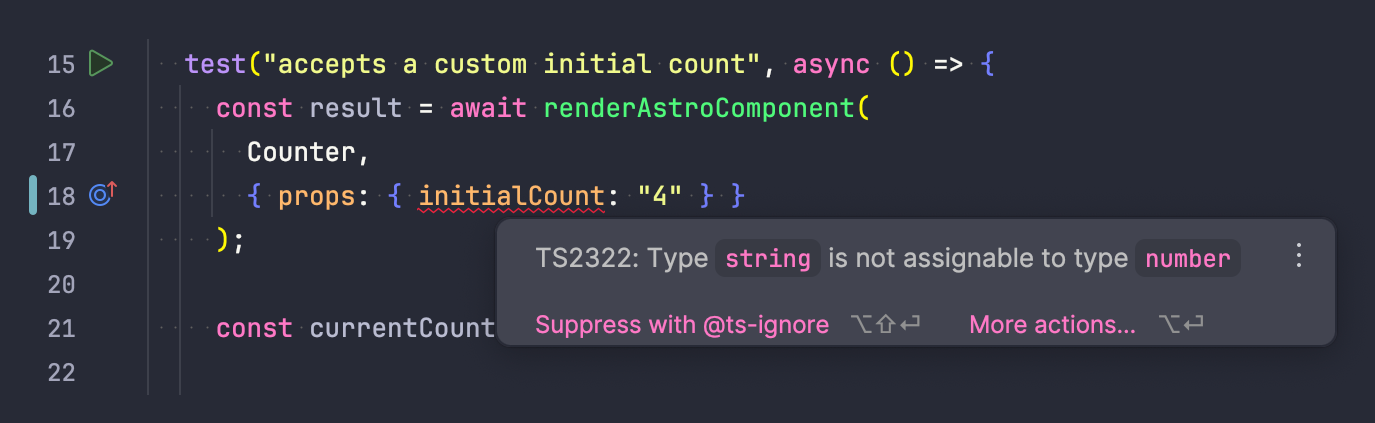 15 test("accepts a custom initial count", async () => {
16 const result = await renderAstroComponent(
17 Counter,
18 { props: { initialCount: "4" } }
19 );
TS2322: Type string is not assignable to type number
20
21 const currentCount
Suppress with @ts-ignore ⌥⇧⏎ More actions... ⌥⏎
22